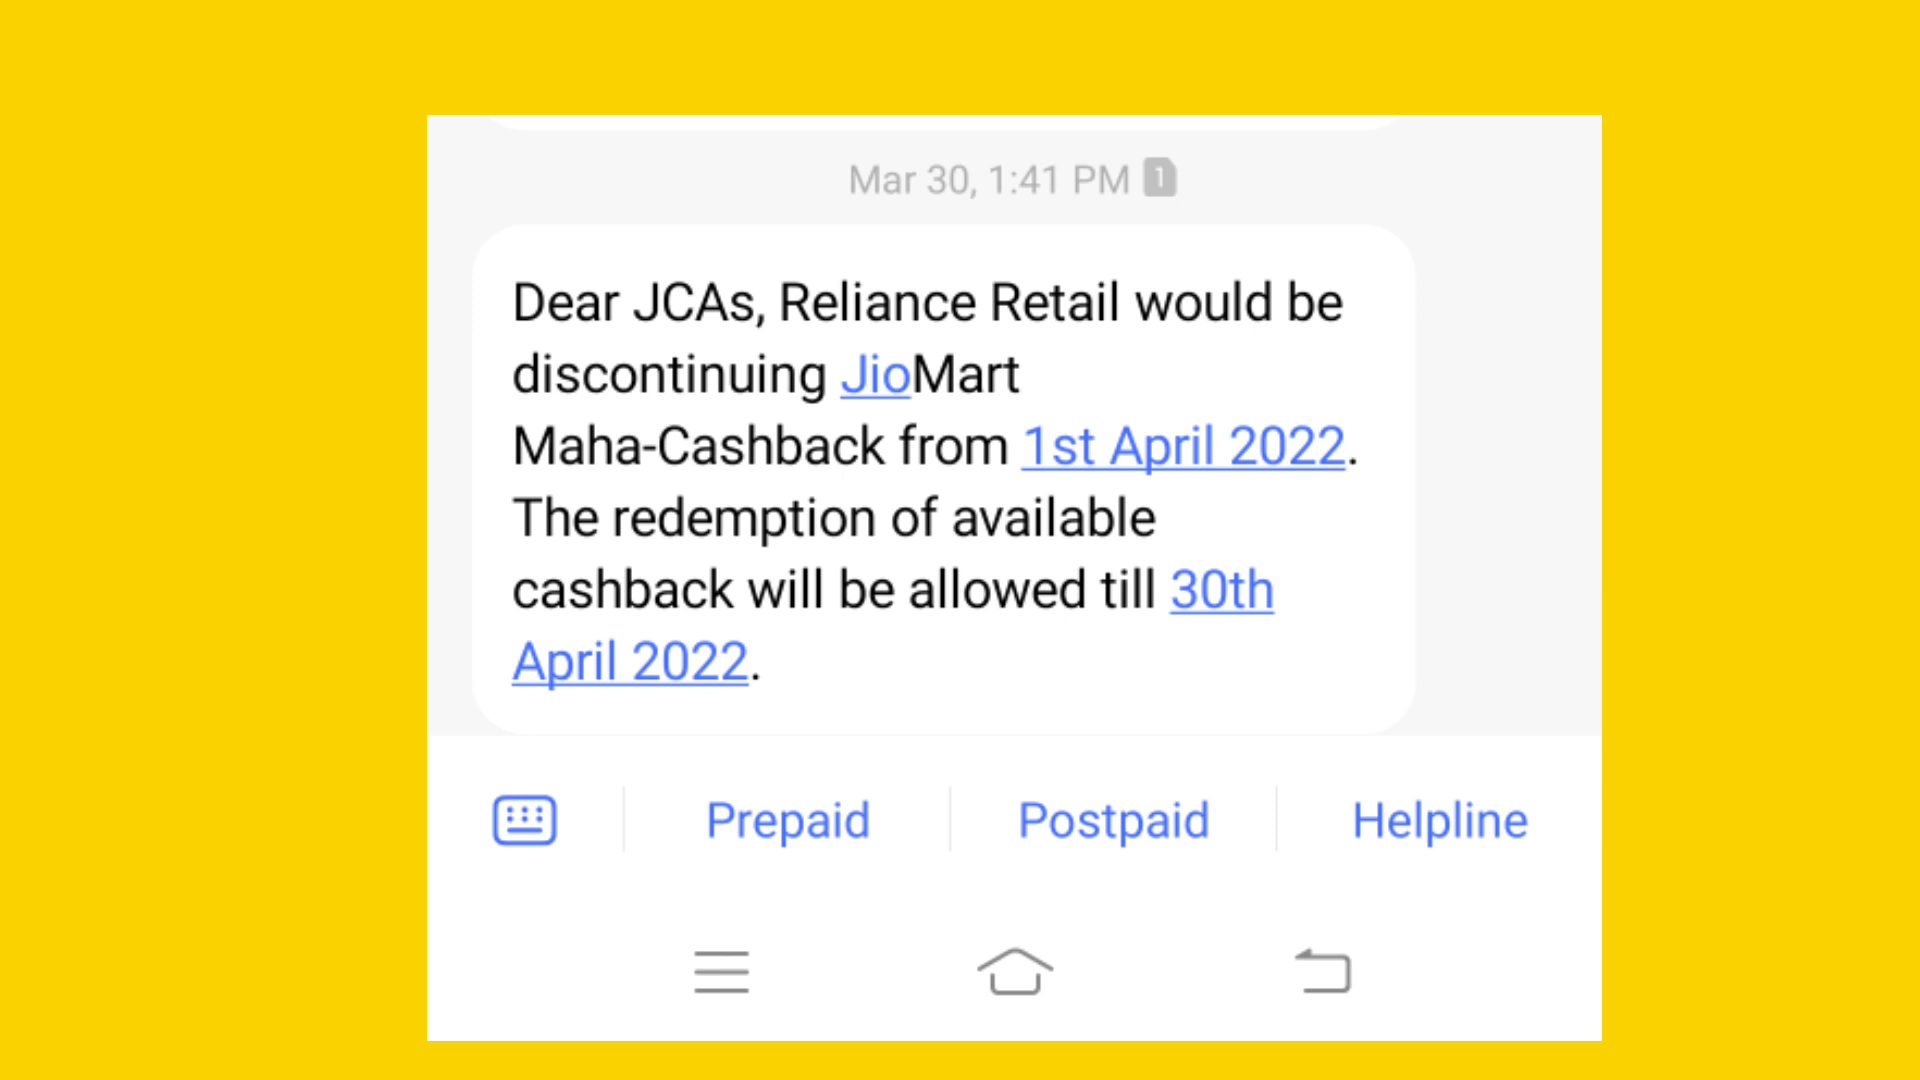 Mar 30, 1:41 PM 1
Dear JCAs, Reliance Retail would be
discontinuing JioMart
Maha-Cashback from 1st April 2022.
The redemption of available
cashback will be allowed till 30th
April 2022.
Prepaid
Postpaid
Helpline